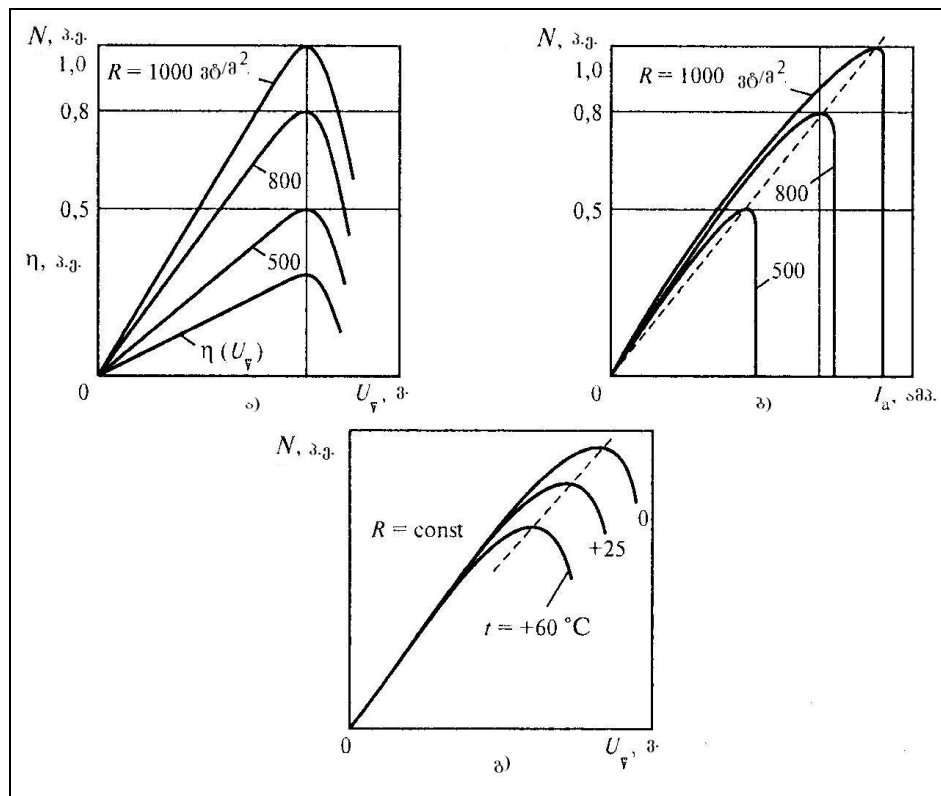 N, პ.ე.
1,0
R = 1000 ვტ/მ²
0,8
800
0,5
500
η, პ.ე.
η (U)
0
ა)
U, ვ.
N, პ.ე.
1,0
R = 1000 ვტ/მ²
0,8
800
0,5
500
0
ბ)
Iа, ამპ.
N, პ.ე.
R = const
0
+25
t = +60 °C
0
გ)
U, ვ.